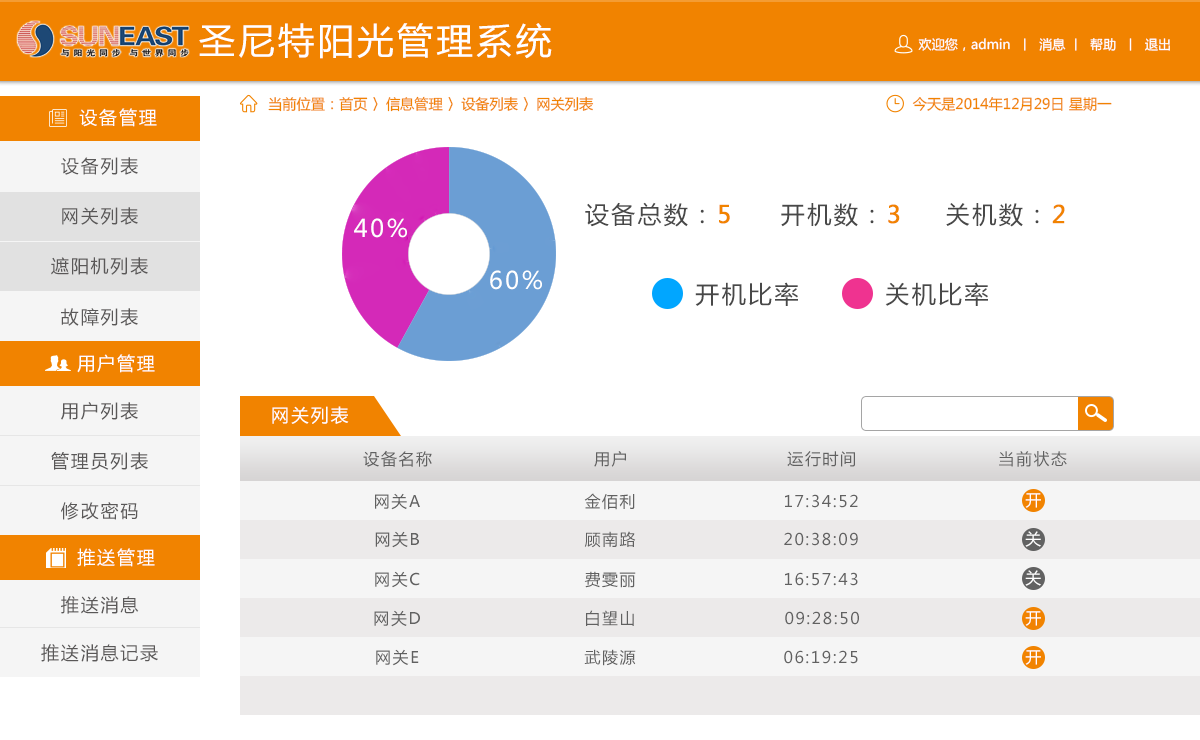 SUNEAST
与阳光同步 与世界同步
圣尼特阳光管理系统
欢迎您，admin | 消息 | 帮助 | 退出
当前位置：首页 〉信息管理 〉设备列表 〉网关列表
今天是2014年12月29日 星期一
设备管理
设备列表
网关列表
遮阳机列表
故障列表
用户管理
用户列表
管理员列表
修改密码
推送管理
推送消息
推送消息记录
40%
60%
设备总数：5 开机数：3 关机数：2
开机比率 关机比率
网关列表
设备名称 用户 运行时间 当前状态
网关A 金佰利 17:34:52 开
网关B 顾南路 20:38:09 关
网关C 费雯丽 16:57:43 关
网关D 白望山 09:28:50 开
网关E 武陵源 06:19:25 开